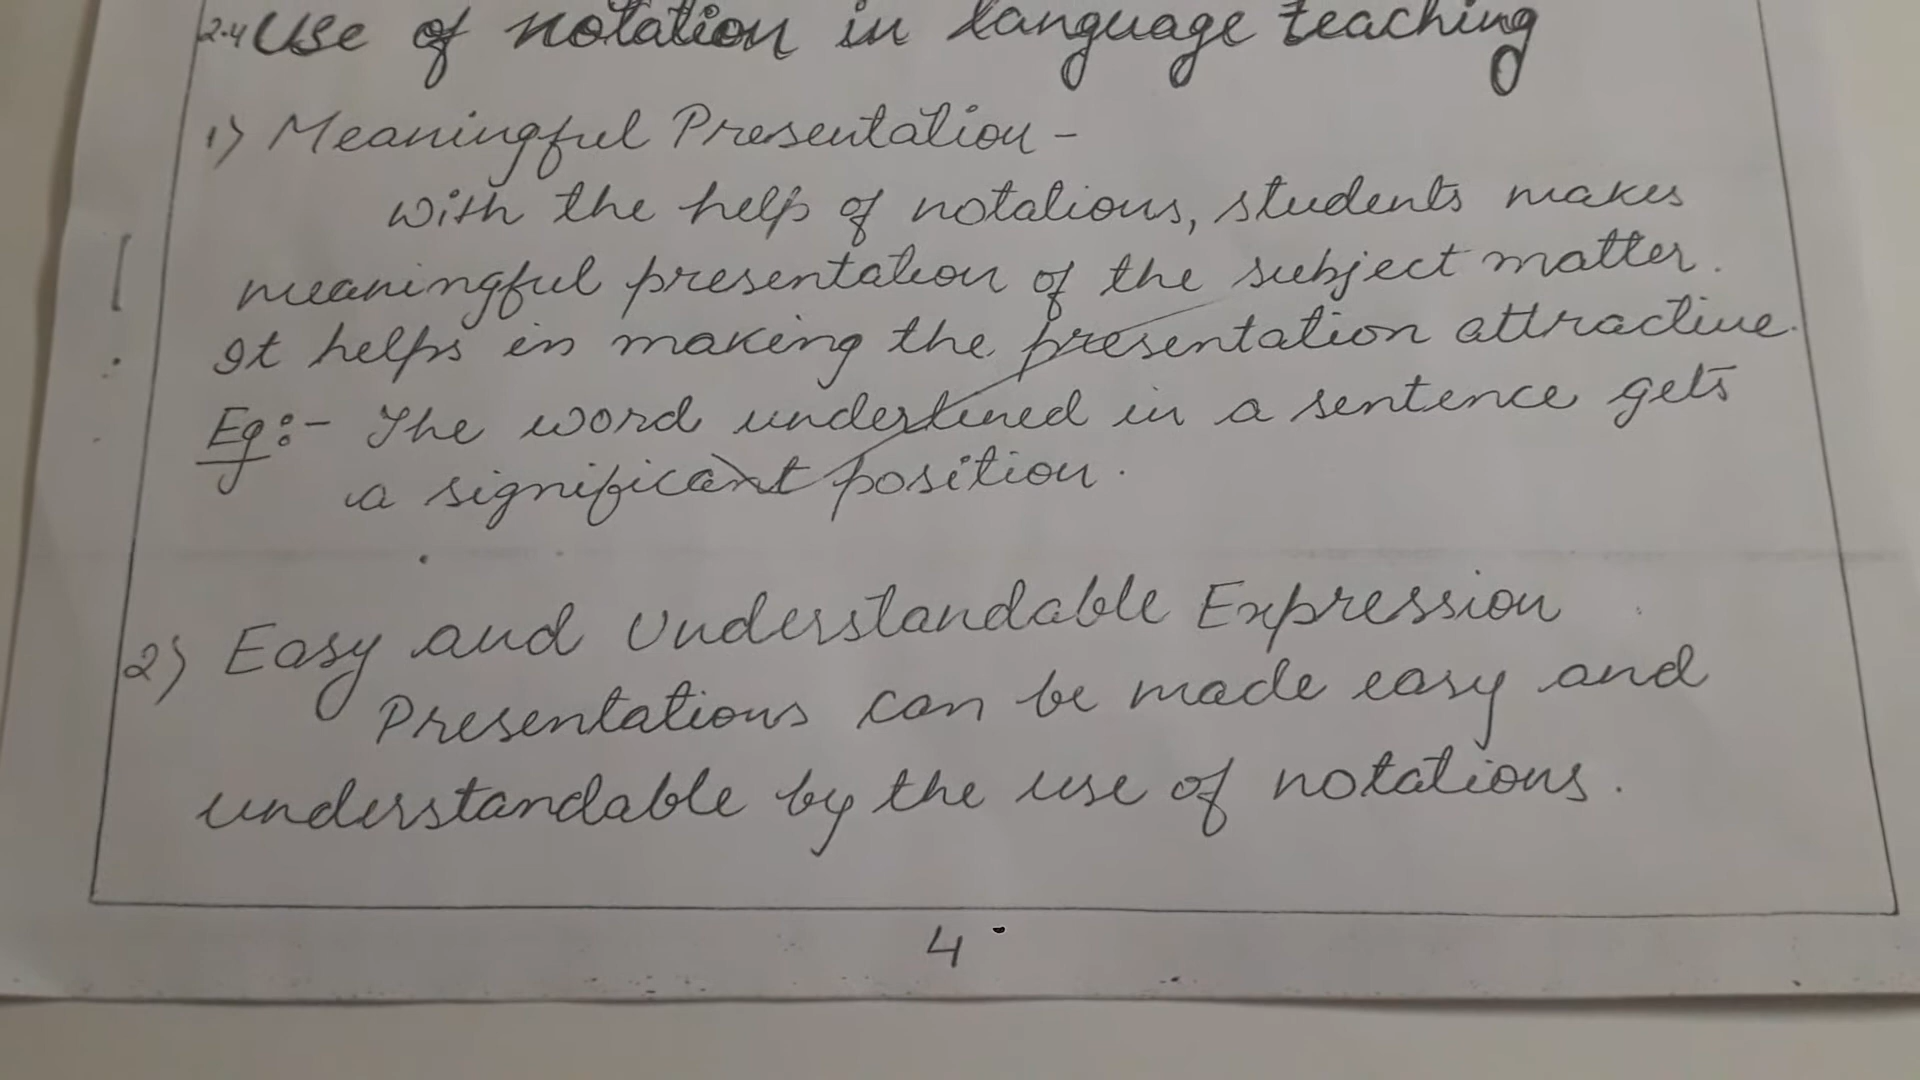 2.4 Use of notation in language teaching
1) Meaningful Presentation -
with the help of notations, students makes
meaningful presentation of the subject matter.
It helps in making the presentation attractive.
Eg:- The word underlined in a sentence gets
a significant position.
2) Easy and Understandable Expression
Presentations can be made easy and
understandable by the use of notations.
4